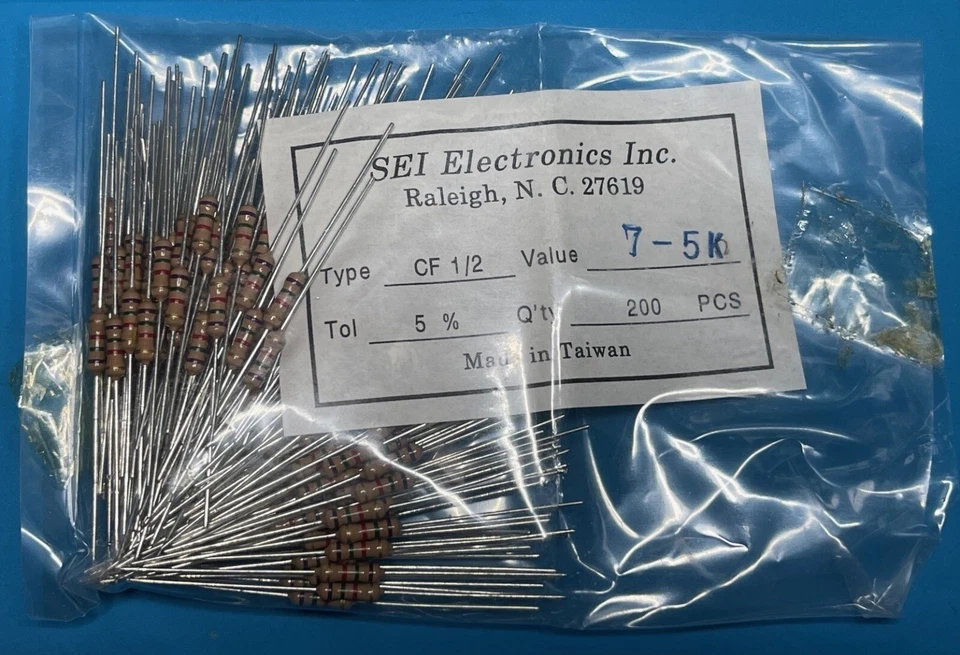 SEI Electronics Inc.
Raleigh, N. C. 27619
Type CF 1/2 Value 7-5K
Tol 5 % Q'ty 200 PCS
Made in Taiwan